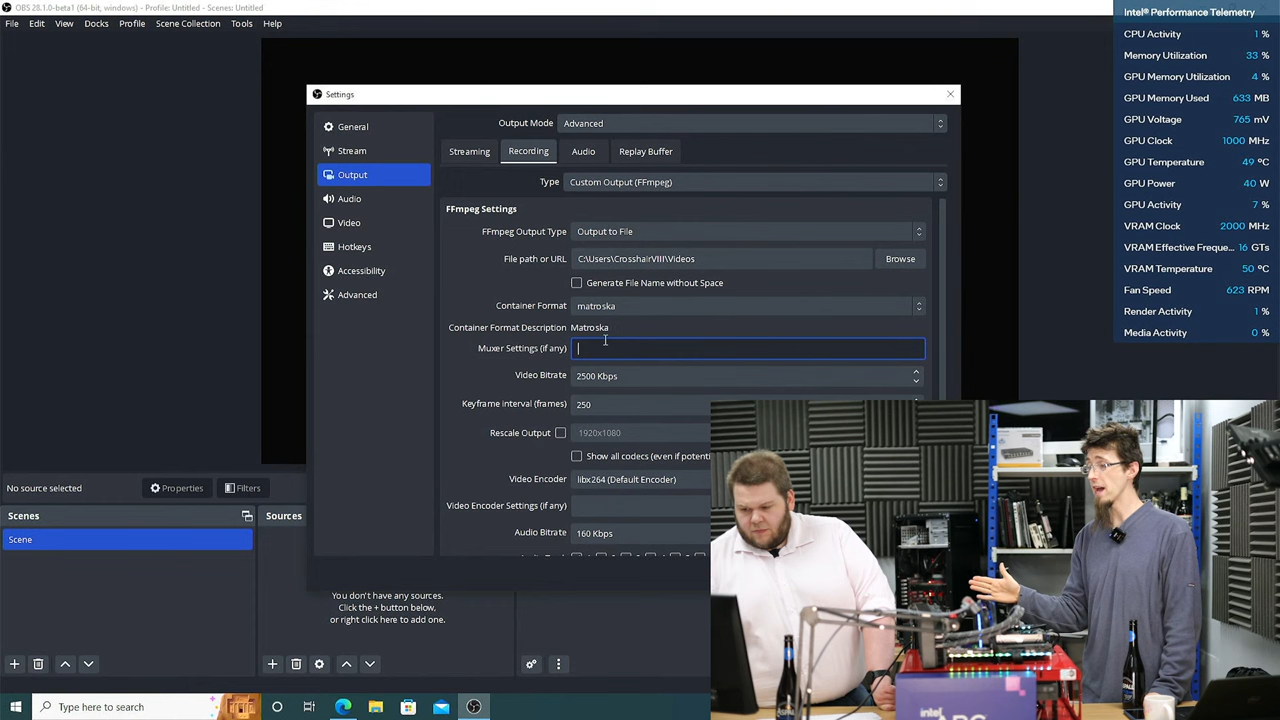 OBS 28.1.0-beta1 (64-bit, windows) - Profile: Untitled - Scenes: Untitled
File Edit View Docks Profile Scene Collection Tools Help
Intel® Performance Telemetry
CPU Activity 1 %
Memory Utilization 33 %
GPU Memory Utilization 4 %
GPU Memory Used 633 MB
GPU Voltage 765 mV
GPU Clock 1000 MHz
GPU Temperature 49 ºC
GPU Power 40 W
GPU Activity 7 %
VRAM Clock 2000 MHz
VRAM Effective Freque... 16 GTs
VRAM Temperature 50 ºC
Fan Speed 623 RPM
Render Activity 1 %
Media Activity 0 %
Settings
General
Stream
Output
Audio
Video
Hotkeys
Accessibility
Advanced
Output Mode Advanced
Streaming Recording Audio Replay Buffer
Type Custom Output (FFmpeg)
FFmpeg Settings
FFmpeg Output Type Output to File
File path or URL C:\Users\CrosshairVIII\Videos Browse
Generate File Name without Space
Container Format matroska
Container Format Description Matroska
Muxer Settings (if any)
Video Bitrate 2500 Kbps
Keyframe interval (frames) 250
Rescale Output 1920x1080
Show all codecs (even if potenti
Video Encoder libx264 (Default Encoder)
Video Encoder Settings (if any)
Audio Bitrate 160 Kbps
No source selected Properties Filters
Scenes
Scene
Sources
You don't have any sources.
Click the + button below,
or right click here to add one.
Type here to search
intel
ARC